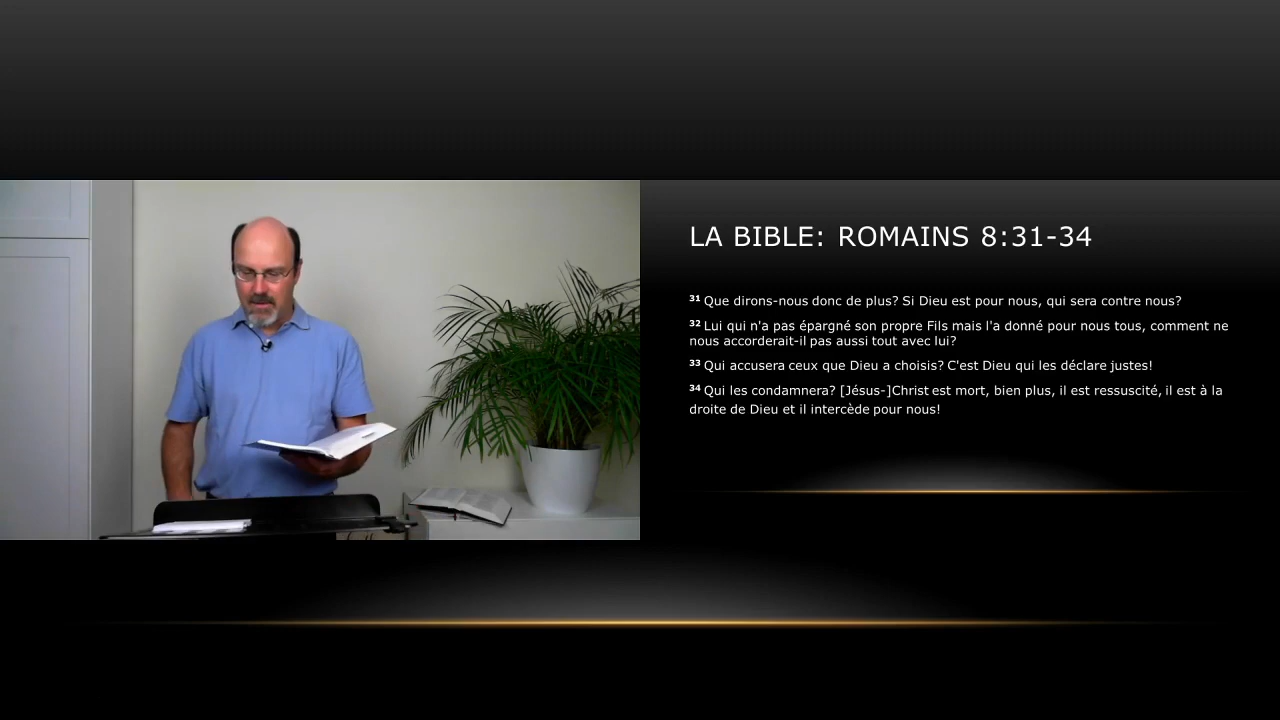 LA BIBLE: ROMAINS 8:31-34
31 Que dirons-nous donc de plus? Si Dieu est pour nous, qui sera contre nous?
32 Lui qui n'a pas épargné son propre Fils mais l'a donné pour nous tous, comment ne
nous accorderait-il pas aussi tout avec lui?
33 Qui accusera ceux que Dieu a choisis? C'est Dieu qui les déclare justes!
34 Qui les condamnera? [Jésus-]Christ est mort, bien plus, il est ressuscité, il est à la
droite de Dieu et il intercède pour nous!